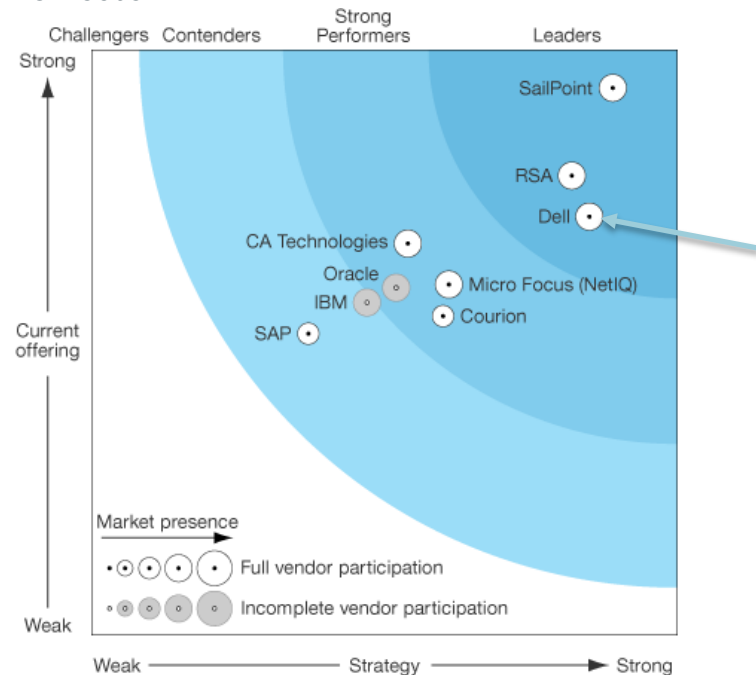 Challengers Contenders Strong Performers Leaders
Strong
SailPoint
RSA
Dell
CA Technologies
Oracle
Micro Focus (NetIQ)
IBM
Courion
SAP
Current
offering
Market presence
Full vendor participation
Incomplete vendor participation
Weak
Weak Strategy Strong